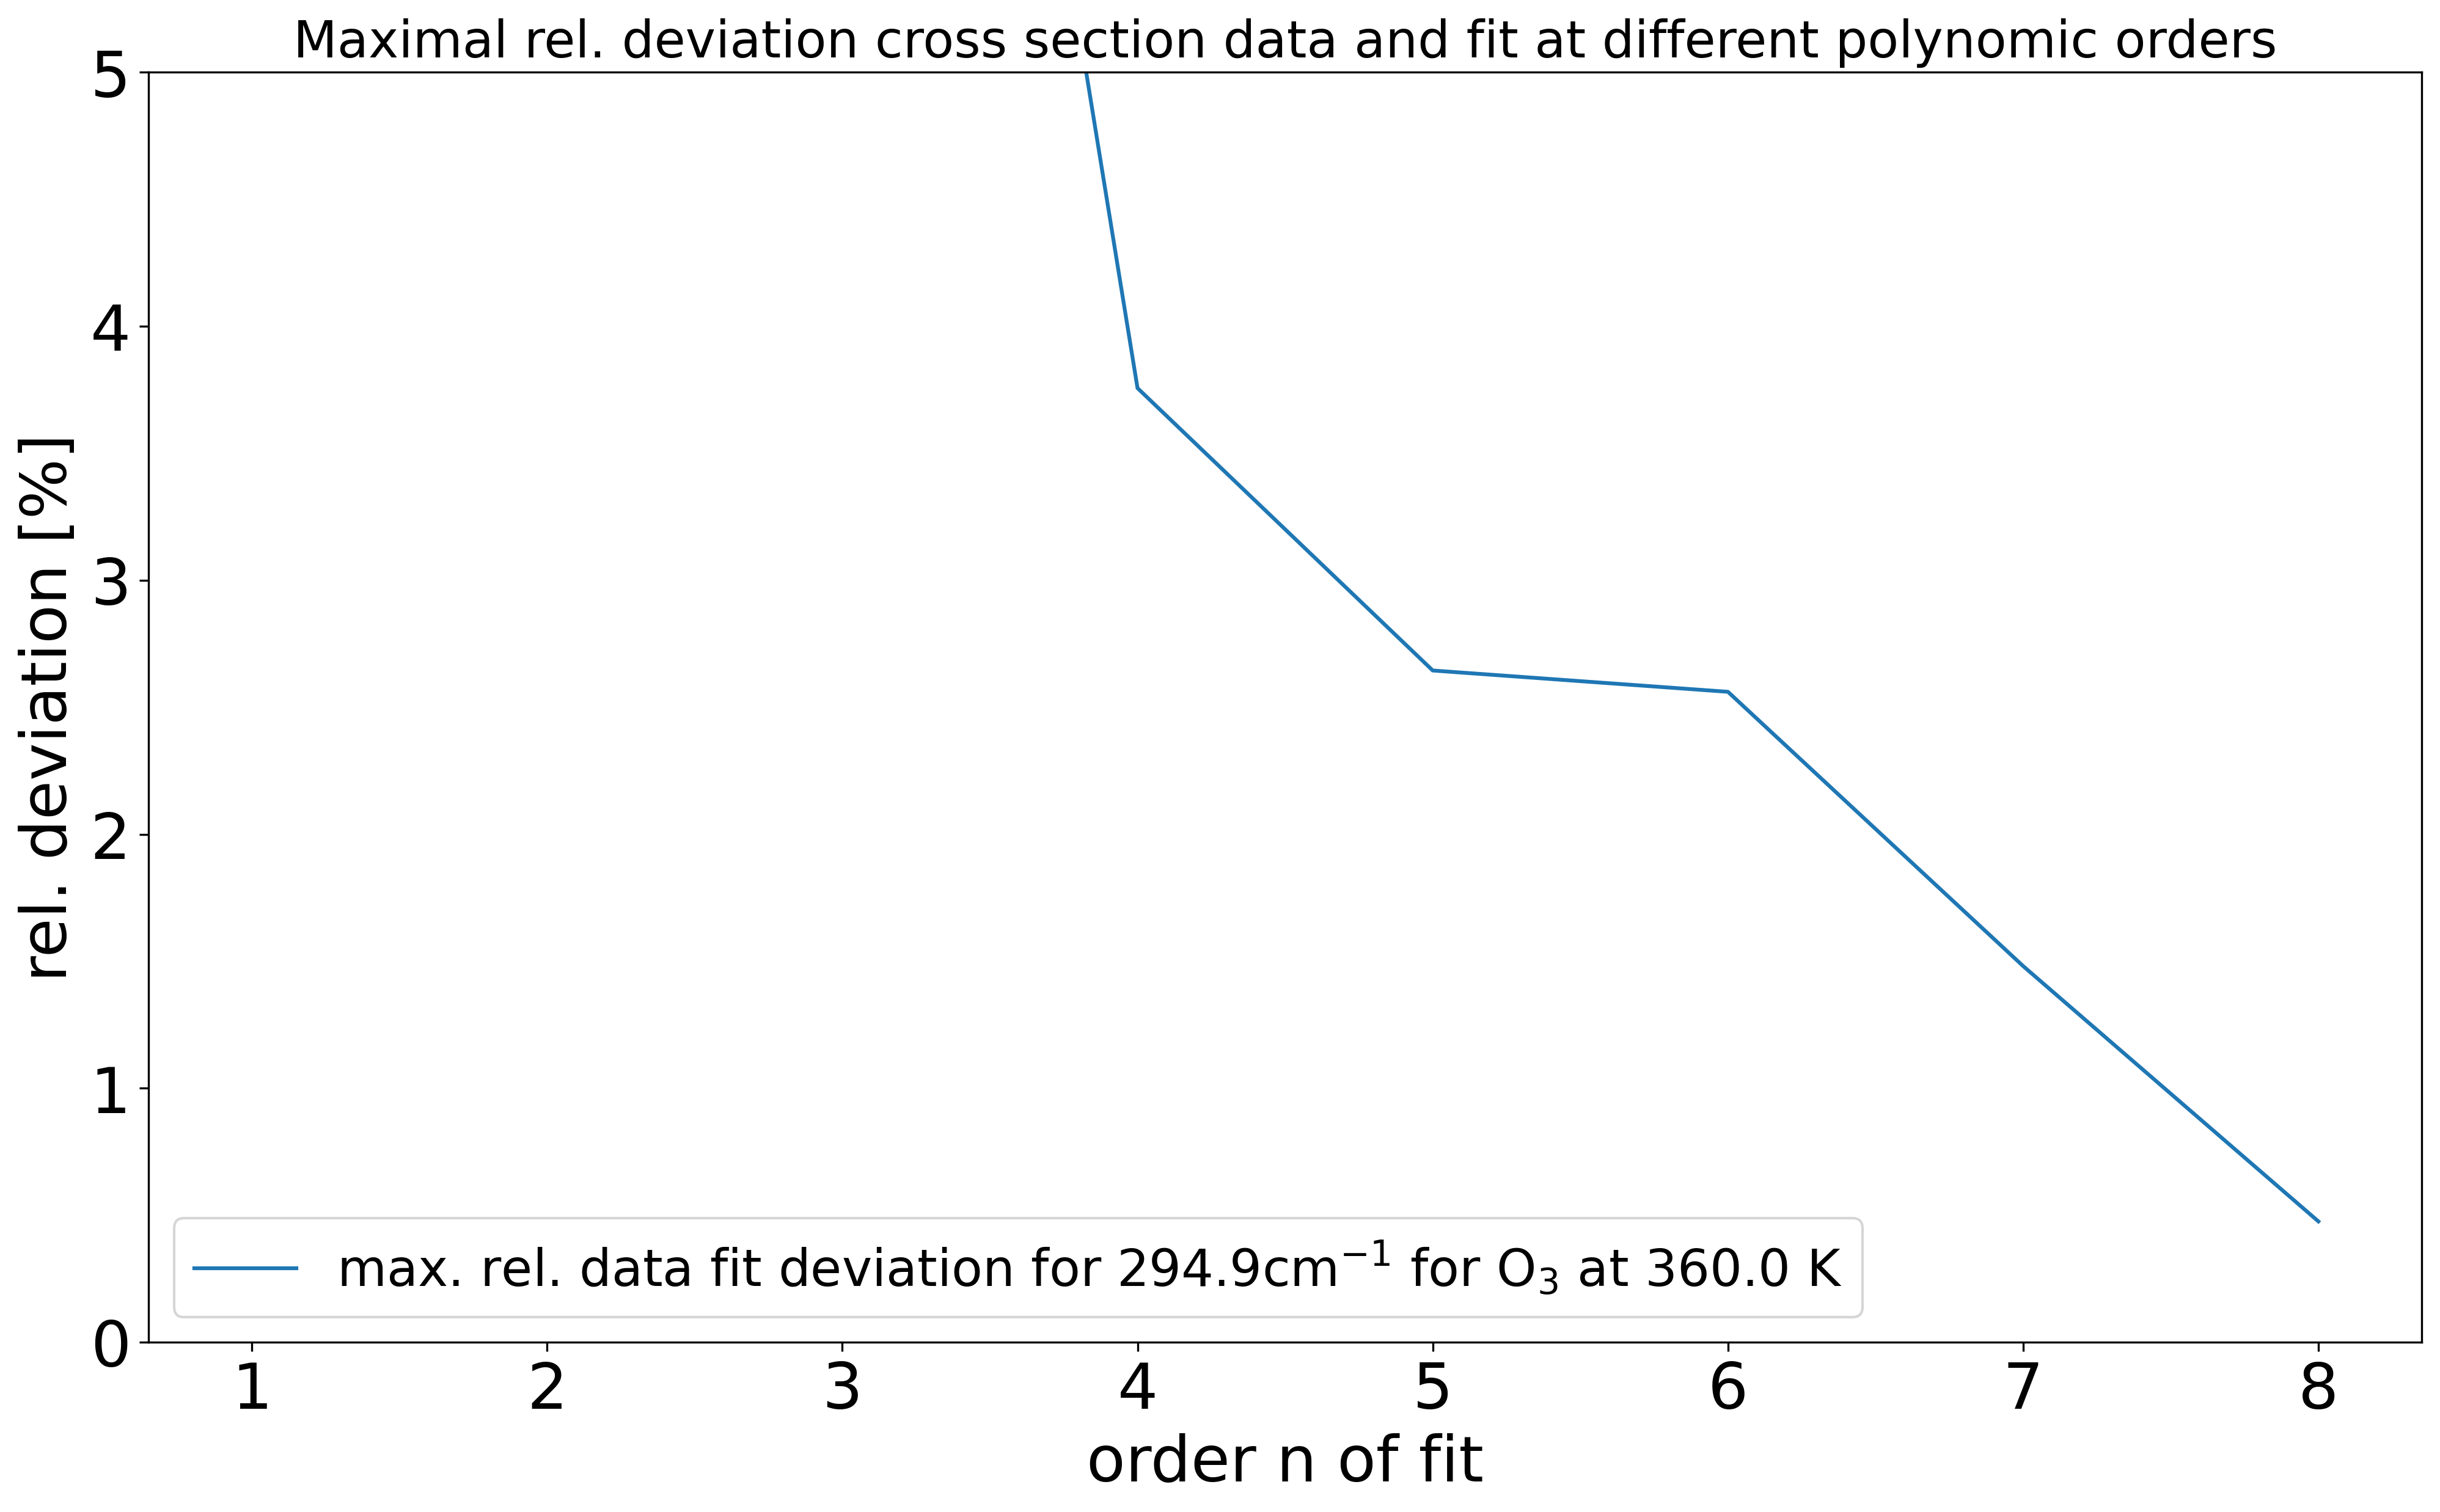 Maximal rel. deviation cross section data and fit at different polynomic orders
rel. deviation [%]
5
4
3
2
1
0
max. rel. data fit deviation for 294.9cm⁻¹ for O₃ at 360.0 K
1 2 3 4 5 6 7 8
order n of fit